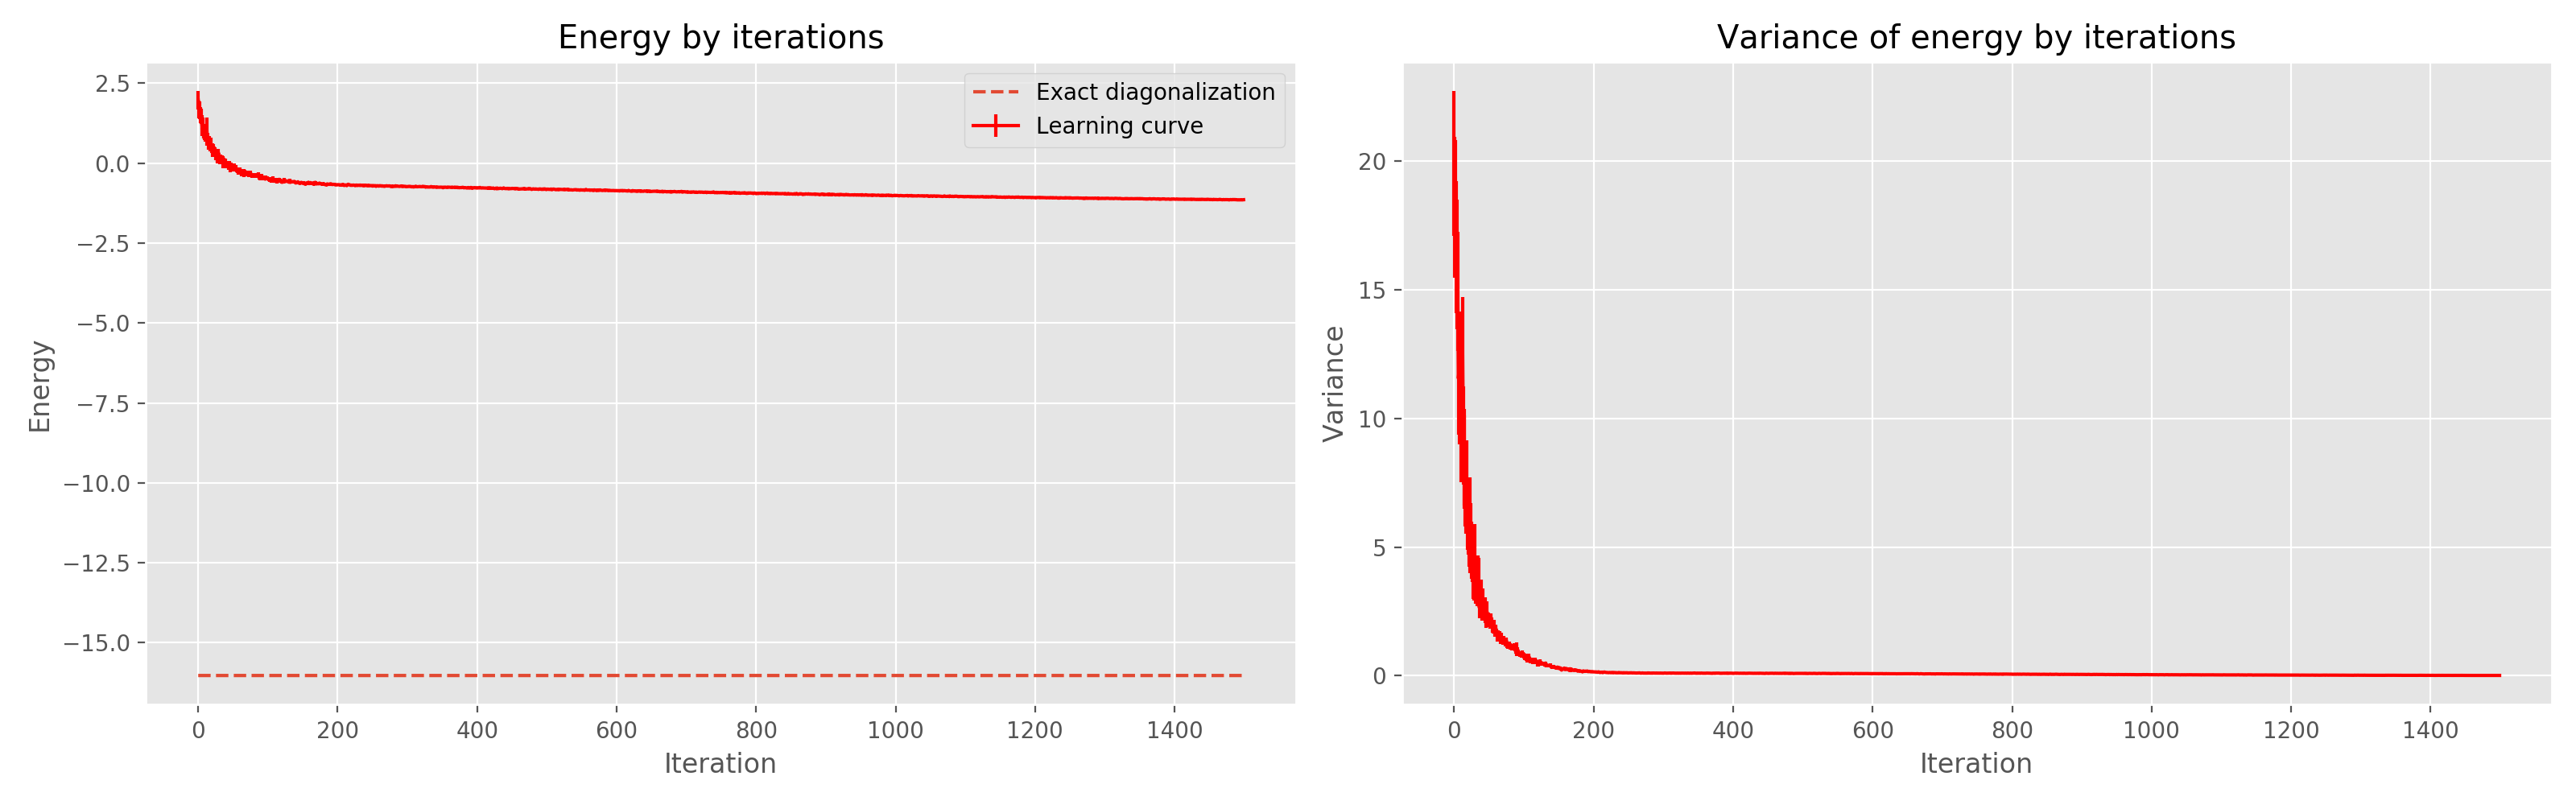 Energy by iterations
2.5
0.0
−2.5
−5.0
−7.5
−10.0
−12.5
−15.0
Energy
0 200 400 600 800 1000 1200 1400
Iteration
Exact diagonalization
Learning curve
Variance of energy by iterations
20
15
10
5
0
Variance
0 200 400 600 800 1000 1200 1400
Iteration